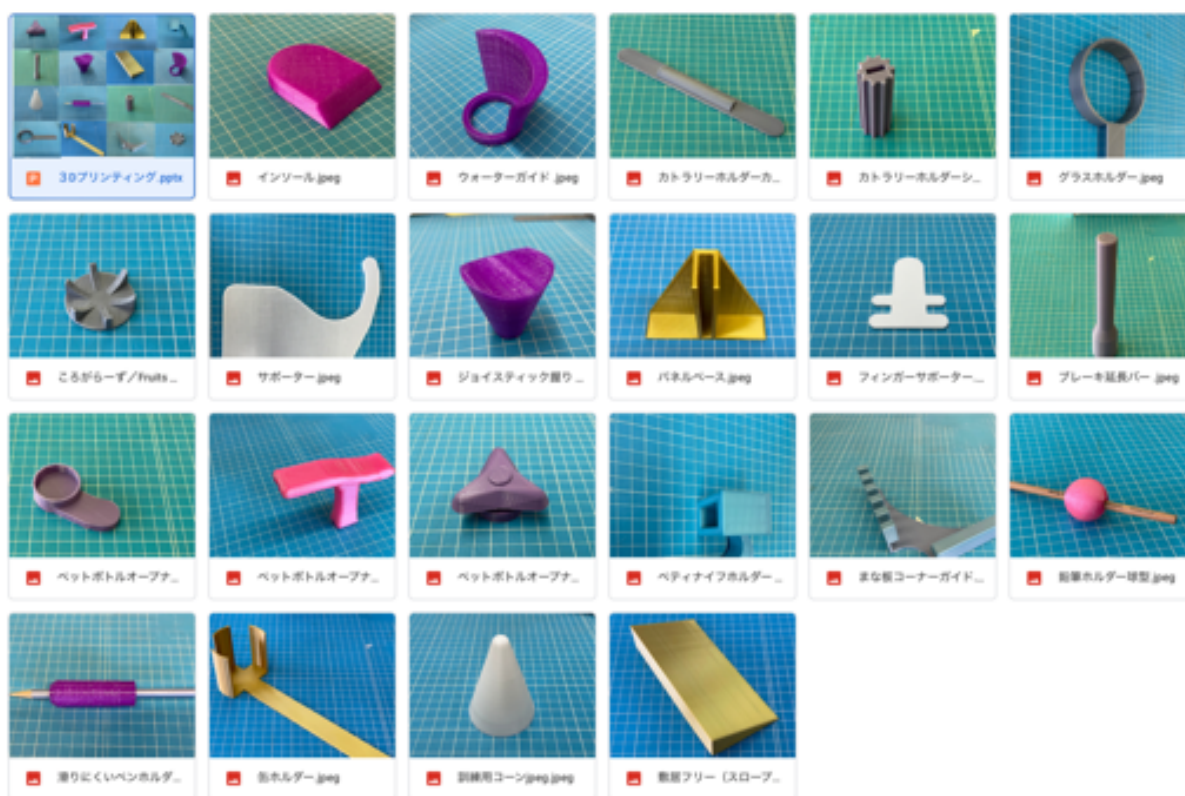 3Dプリンティング.pptx
インソール.jpeg
ウォーターガイド .jpeg
カトラリーホルダーカ...
カトラリーホルダーシ...
グラスホルダー.jpeg
ころがらーず／Fruits ...
サポーター.jpeg
ジョイスティック握り ...
パネルベース.jpeg
フィンガーサポーター...
ブレーキ延長バー .jpeg
ペットボトルオープナ...
ペットボトルオープナ...
ペットボトルオープナ...
ペティナイフホルダー ...
まな板コーナーガイド...
鉛筆ホルダー球型.jpeg
滑りにくいペンホルダ...
缶ホルダー.jpeg
訓練用コーンjpeg.jpeg
敷居フリー（スロープ...